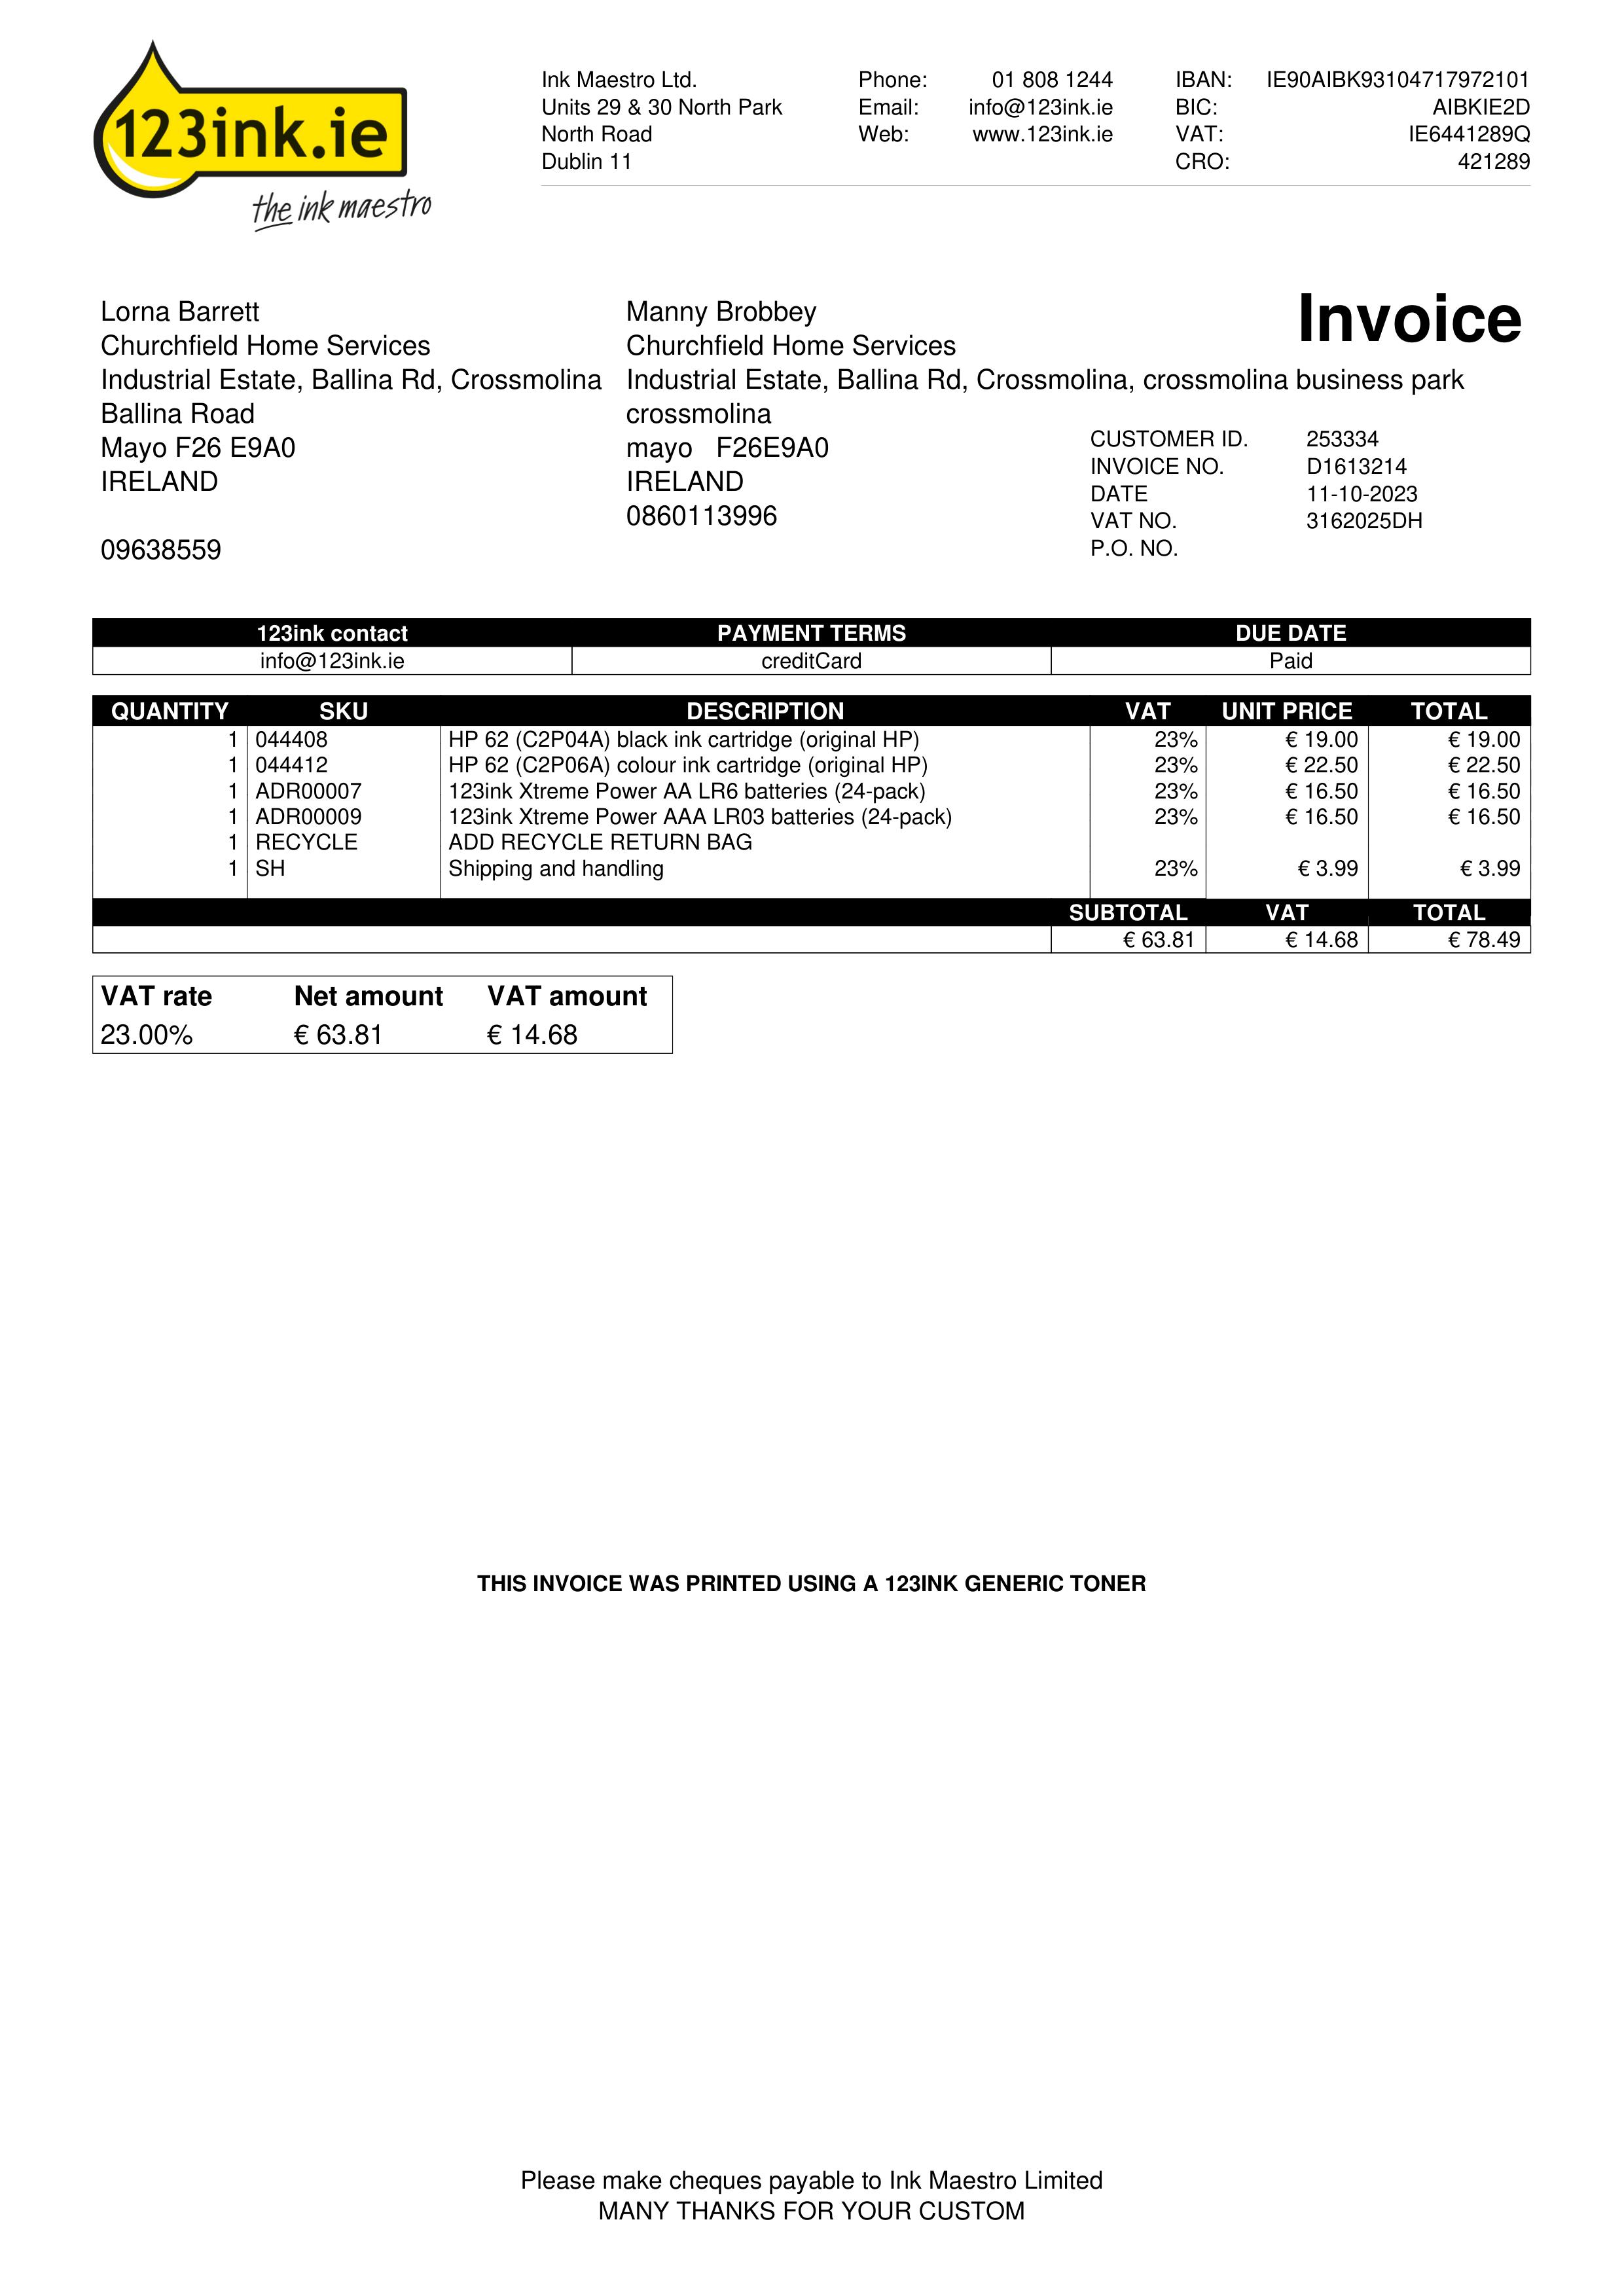 123ink.ie
the ink maestro
Ink Maestro Ltd.
Units 29 & 30 North Park
North Road
Dublin 11
Phone: 01 808 1244
Email: info@123ink.ie
Web: www.123ink.ie
IBAN: IE90AIBK93104717972101
BIC: AIBKIE2D
VAT: IE6441289Q
CRO: 421289
Lorna Barrett
Churchfield Home Services
Industrial Estate, Ballina Rd, Crossmolina
Ballina Road
Mayo F26 E9A0
IRELAND
09638559
Manny Brobbey
Churchfield Home Services
Industrial Estate, Ballina Rd, Crossmolina, crossmolina business park
crossmolina
mayo F26E9A0
IRELAND
0860113996
Invoice
CUSTOMER ID. 253334
INVOICE NO. D1613214
DATE 11-10-2023
VAT NO. 3162025DH
P.O. NO.
123ink contact PAYMENT TERMS DUE DATE
info@123ink.ie creditCard Paid
QUANTITY SKU DESCRIPTION VAT UNIT PRICE TOTAL
1 044408 HP 62 (C2P04A) black ink cartridge (original HP) 23% € 19.00 € 19.00
1 044412 HP 62 (C2P06A) colour ink cartridge (original HP) 23% € 22.50 € 22.50
1 ADR00007 123ink Xtreme Power AA LR6 batteries (24-pack) 23% € 16.50 € 16.50
1 ADR00009 123ink Xtreme Power AAA LR03 batteries (24-pack) 23% € 16.50 € 16.50
1 RECYCLE ADD RECYCLE RETURN BAG
1 SH Shipping and handling 23% € 3.99 € 3.99
SUBTOTAL VAT TOTAL
€ 63.81 € 14.68 € 78.49
VAT rate Net amount VAT amount
23.00% € 63.81 € 14.68
THIS INVOICE WAS PRINTED USING A 123INK GENERIC TONER
Please make cheques payable to Ink Maestro Limited
MANY THANKS FOR YOUR CUSTOM